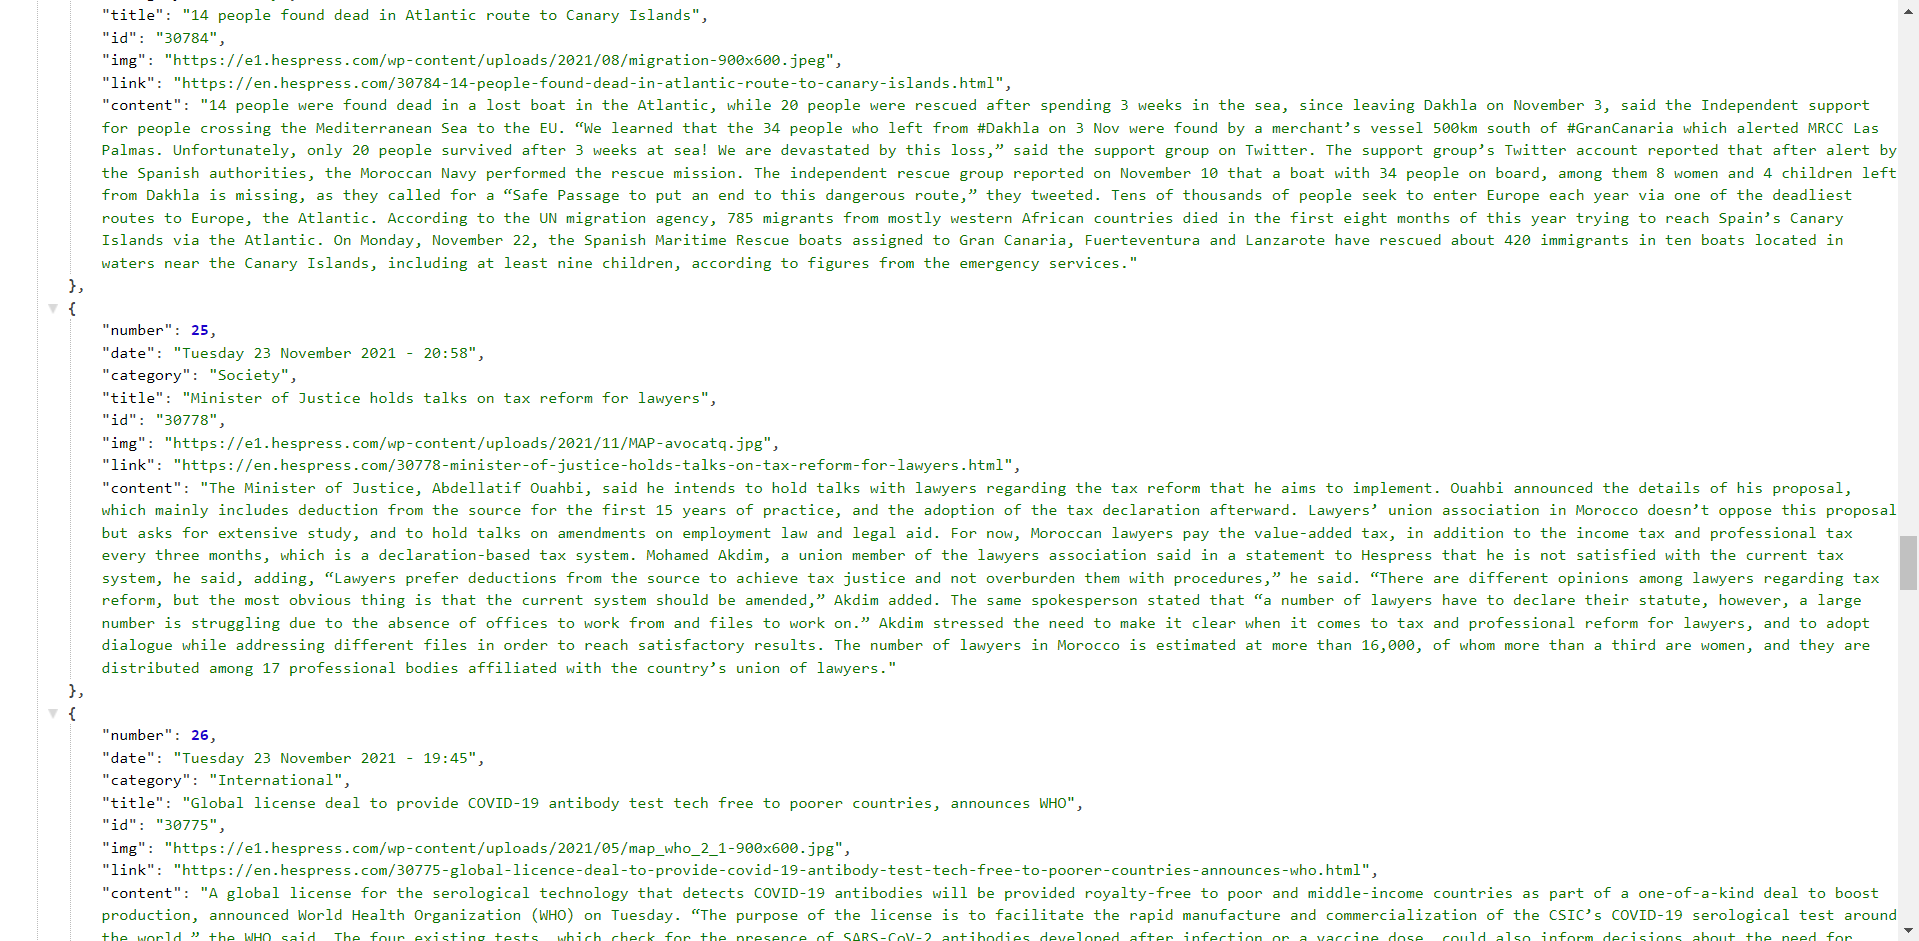 "title": "14 people found dead in Atlantic route to Canary Islands",
"id": "30784",
"img": "https://e1.hespress.com/wp-content/uploads/2021/08/migration-900x600.jpeg",
"link": "https://en.hespress.com/30784-14-people-found-dead-in-atlantic-route-to-canary-islands.html",
"content": "14 people were found dead in a lost boat in the Atlantic, while 20 people were rescued after spending 3 weeks in the sea, since leaving Dakhla on November 3, said the Independent support
for people crossing the Mediterranean Sea to the EU. “We learned that the 34 people who left from #Dakhla on 3 Nov were found by a merchant’s vessel 500km south of #GranCanaria which alerted MRCC Las
Palmas. Unfortunately, only 20 people survived after 3 weeks at sea! We are devastated by this loss,” said the support group on Twitter. The support group’s Twitter account reported that after alert by
the Spanish authorities, the Moroccan Navy performed the rescue mission. The independent rescue group reported on November 10 that a boat with 34 people on board, among them 8 women and 4 children left
from Dakhla is missing, as they called for a “Safe Passage to put an end to this dangerous route,” they tweeted. Tens of thousands of people seek to enter Europe each year via one of the deadliest
routes to Europe, the Atlantic. According to the UN migration agency, 785 migrants from mostly western African countries died in the first eight months of this year trying to reach Spain’s Canary
Islands via the Atlantic. On Monday, November 22, the Spanish Maritime Rescue boats assigned to Gran Canaria, Fuerteventura and Lanzarote have rescued about 420 immigrants in ten boats located in
waters near the Canary Islands, including at least nine children, according to figures from the emergency services."
},
{
"number": 25,
"date": "Tuesday 23 November 2021 - 20:58",
"category": "Society",
"title": "Minister of Justice holds talks on tax reform for lawyers",
"id": "30778",
"img": "https://e1.hespress.com/wp-content/uploads/2021/11/MAP-avocatq.jpg",
"link": "https://en.hespress.com/30778-minister-of-justice-holds-talks-on-tax-reform-for-lawyers.html",
"content": "The Minister of Justice, Abdellatif Ouahbi, said he intends to hold talks with lawyers regarding the tax reform that he aims to implement. Ouahbi announced the details of his proposal,
which mainly includes deduction from the source for the first 15 years of practice, and the adoption of the tax declaration afterward. Lawyers’ union association in Morocco doesn’t oppose this proposal
but asks for extensive study, and to hold talks on amendments on employment law and legal aid. For now, Moroccan lawyers pay the value-added tax, in addition to the income tax and professional tax
every three months, which is a declaration-based tax system. Mohamed Akdim, a union member of the lawyers association said in a statement to Hespress that he is not satisfied with the current tax
system, he said, adding, “Lawyers prefer deductions from the source to achieve tax justice and not overburden them with procedures,” he said. “There are different opinions among lawyers regarding tax
reform, but the most obvious thing is that the current system should be amended,” Akdim added. The same spokesperson stated that “a number of lawyers have to declare their statute, however, a large
number is struggling due to the absence of offices to work from and files to work on.” Akdim stressed the need to make it clear when it comes to tax and professional reform for lawyers, and to adopt
dialogue while addressing different files in order to reach satisfactory results. The number of lawyers in Morocco is estimated at more than 16,000, of whom more than a third are women, and they are
distributed among 17 professional bodies affiliated with the country’s union of lawyers."
},
{
"number": 26,
"date": "Tuesday 23 November 2021 - 19:45",
"category": "International",
"title": "Global license deal to provide COVID-19 antibody test tech free to poorer countries, announces WHO",
"id": "30775",
"img": "https://e1.hespress.com/wp-content/uploads/2021/05/map_who_2_1-900x600.jpg",
"link": "https://en.hespress.com/30775-global-licence-deal-to-provide-covid-19-antibody-test-tech-free-to-poorer-countries-announces-who.html",
"content": "A global license for the serological technology that detects COVID-19 antibodies will be provided royalty-free to poor and middle-income countries as part of a one-of-a-kind deal to boost
production, announced World Health Organization (WHO) on Tuesday. “The purpose of the license is to facilitate the rapid manufacture and commercialization of the CSIC’s COVID-19 serological test around
the world,” the WHO said. The four existing tests, which check for the presence of SARS-CoV-2 antibodies developed after infection or a vaccine dose, could also inform decisions about the need for